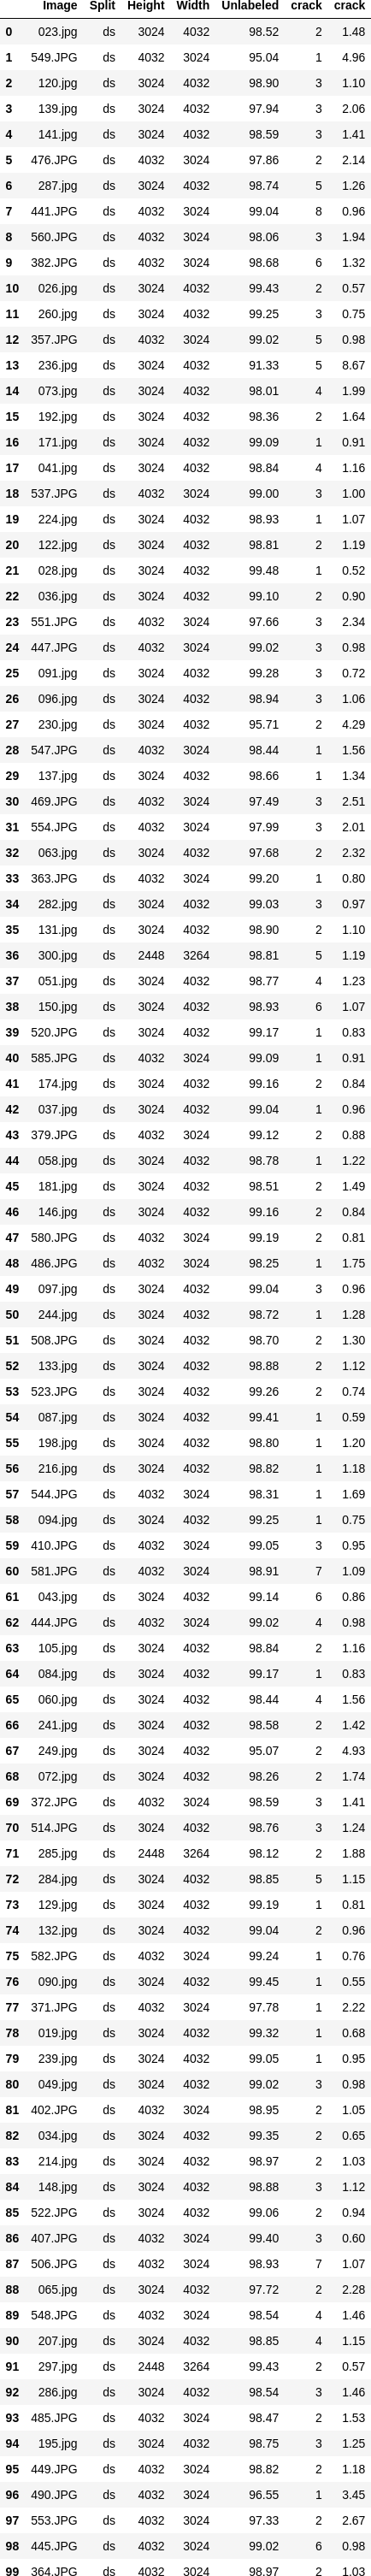 Image Split Height Width Unlabeled crack crack
0 023.jpg ds 3024 4032 98.52 2 1.48
1 549.JPG ds 3024 4032 95.04 1 4.96
2 120.jpg ds 3024 4032 98.90 3 1.10
3 139.jpg ds 3024 4032 97.94 3 2.06
4 141.jpg ds 3024 4032 98.59 3 1.41
5 476.JPG ds 4032 3024 97.86 2 2.14
6 287.jpg ds 3024 4032 98.74 5 1.26
7 441.JPG ds 4032 3024 99.04 8 0.96
8 560.JPG ds 4032 3024 98.06 3 1.94
9 382.JPG ds 4032 3024 98.68 6 1.32
10 026.jpg ds 3024 4032 99.43 2 0.57
11 260.jpg ds 3024 4032 99.25 3 0.75
12 357.JPG ds 4032 3024 99.02 5 0.98
13 236.jpg ds 3024 4032 91.33 5 8.67
14 073.jpg ds 3024 4032 98.01 4 1.99
15 192.jpg ds 3024 4032 98.36 2 1.64
16 171.jpg ds 3024 4032 99.09 1 0.91
17 041.jpg ds 3024 4032 98.84 4 1.16
18 537.JPG ds 4032 3024 99.00 3 1.00
19 224.jpg ds 3024 4032 98.93 1 1.07
20 122.jpg ds 3024 4032 98.81 2 1.19
21 028.jpg ds 3024 4032 99.48 1 0.52
22 036.jpg ds 3024 4032 99.10 2 0.90
23 551.JPG ds 4032 3024 97.66 3 2.34
24 447.JPG ds 4032 3024 99.02 3 0.98
25 091.jpg ds 3024 4032 99.28 3 0.72
26 096.jpg ds 3024 4032 98.94 3 1.06
27 230.jpg ds 3024 4032 95.71 2 4.29
28 547.JPG ds 4032 3024 98.44 1 1.56
29 137.jpg ds 3024 4032 98.66 1 1.34
30 469.JPG ds 4032 3024 97.49 3 2.51
31 554.JPG ds 4032 3024 97.99 3 2.01
32 063.jpg ds 3024 4032 97.68 2 2.32
33 363.JPG ds 4032 3024 99.20 1 0.80
34 282.jpg ds 3024 4032 99.03 3 0.97
35 131.jpg ds 3024 4032 98.90 2 1.10
36 300.jpg ds 2448 3264 98.81 5 1.19
37 051.jpg ds 3024 4032 98.77 4 1.23
38 150.jpg ds 3024 4032 98.93 6 1.07
39 520.JPG ds 3024 4032 99.17 1 0.83
40 585.JPG ds 4032 3024 99.09 1 0.91
41 174.jpg ds 3024 4032 99.16 2 0.84
42 037.jpg ds 3024 4032 99.04 1 0.96
43 379.JPG ds 4032 3024 99.12 2 0.88
44 058.jpg ds 3024 4032 98.78 1 1.22
45 181.jpg ds 3024 4032 98.51 2 1.49
46 146.jpg ds 3024 4032 99.16 2 0.84
47 580.JPG ds 4032 3024 99.19 2 0.81
48 486.JPG ds 4032 3024 98.25 1 1.75
49 097.jpg ds 3024 4032 99.04 3 0.96
50 244.jpg ds 3024 4032 98.72 1 1.28
51 508.JPG ds 3024 4032 98.70 2 1.30
52 133.jpg ds 3024 4032 98.88 2 1.12
53 523.JPG ds 3024 4032 99.26 2 0.74
54 087.jpg ds 3024 4032 99.41 1 0.59
55 198.jpg ds 3024 4032 98.80 1 1.20
56 216.jpg ds 3024 4032 98.82 1 1.18
57 544.JPG ds 4032 3024 98.31 1 1.69
58 094.jpg ds 3024 4032 99.25 1 0.75
59 410.JPG ds 4032 3024 99.05 3 0.95
60 581.JPG ds 4032 3024 98.91 7 1.09
61 043.jpg ds 3024 4032 99.14 6 0.86
62 444.JPG ds 4032 3024 99.02 4 0.98
63 105.jpg ds 3024 4032 98.84 2 1.16
64 084.jpg ds 3024 4032 99.17 1 0.83
65 060.jpg ds 3024 4032 98.44 4 1.56
66 241.jpg ds 3024 4032 98.58 2 1.42
67 249.jpg ds 3024 4032 95.07 2 4.93
68 072.jpg ds 3024 4032 98.26 2 1.74
69 372.JPG ds 4032 3024 98.59 3 1.41
70 514.JPG ds 3024 4032 98.76 3 1.24
71 285.jpg ds 2448 3264 98.12 2 1.88
72 284.jpg ds 3024 4032 98.85 5 1.15
73 129.jpg ds 3024 4032 99.19 1 0.81
74 132.jpg ds 3024 4032 99.04 2 0.96
75 582.JPG ds 4032 3024 99.24 1 0.76
76 090.jpg ds 3024 4032 99.45 1 0.55
77 371.JPG ds 4032 3024 97.78 1 2.22
78 019.jpg ds 3024 4032 99.32 1 0.68
79 239.jpg ds 3024 4032 99.05 1 0.95
80 049.jpg ds 3024 4032 99.02 3 0.98
81 402.JPG ds 4032 3024 98.95 2 1.05
82 034.jpg ds 3024 4032 99.35 2 0.65
83 214.jpg ds 3024 4032 98.97 2 1.03
84 148.jpg ds 3024 4032 98.88 3 1.12
85 522.JPG ds 3024 4032 99.06 2 0.94
86 407.JPG ds 4032 3024 99.40 3 0.60
87 506.JPG ds 4032 3024 98.93 7 1.07
88 065.jpg ds 3024 4032 97.72 2 2.28
89 548.JPG ds 4032 3024 98.54 4 1.46
90 207.jpg ds 3024 4032 98.85 4 1.15
91 297.jpg ds 2448 3264 99.43 2 0.57
92 286.jpg ds 3024 4032 98.54 3 1.46
93 485.JPG ds 4032 3024 98.47 2 1.53
94 195.jpg ds 3024 4032 98.75 3 1.25
95 449.JPG ds 4032 3024 98.82 2 1.18
96 490.JPG ds 4032 3024 96.55 1 3.45
97 553.JPG ds 4032 3024 97.33 2 2.67
98 445.JPG ds 4032 3024 99.02 6 0.98
99 364.JPG ds 4032 3024 98.97 2 1.03